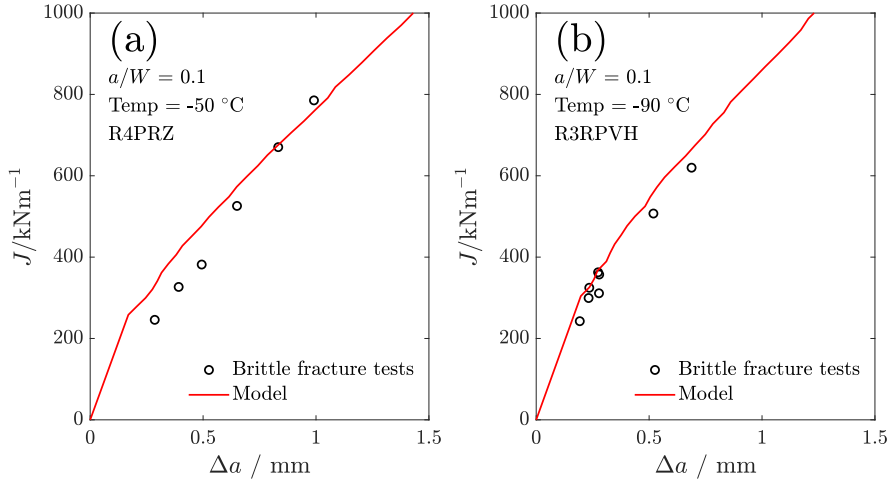 (a)
a/W = 0.1
Temp = -50 °C
R4PRZ
J/kNm⁻¹
1000
800
600
400
200
0
Brittle fracture tests
Model
0 0.5 1 1.5
Δa / mm
(b)
a/W = 0.1
Temp = -90 °C
R3RPVH
J/kNm⁻¹
1000
800
600
400
200
0
Brittle fracture tests
Model
0 0.5 1 1.5
Δa / mm